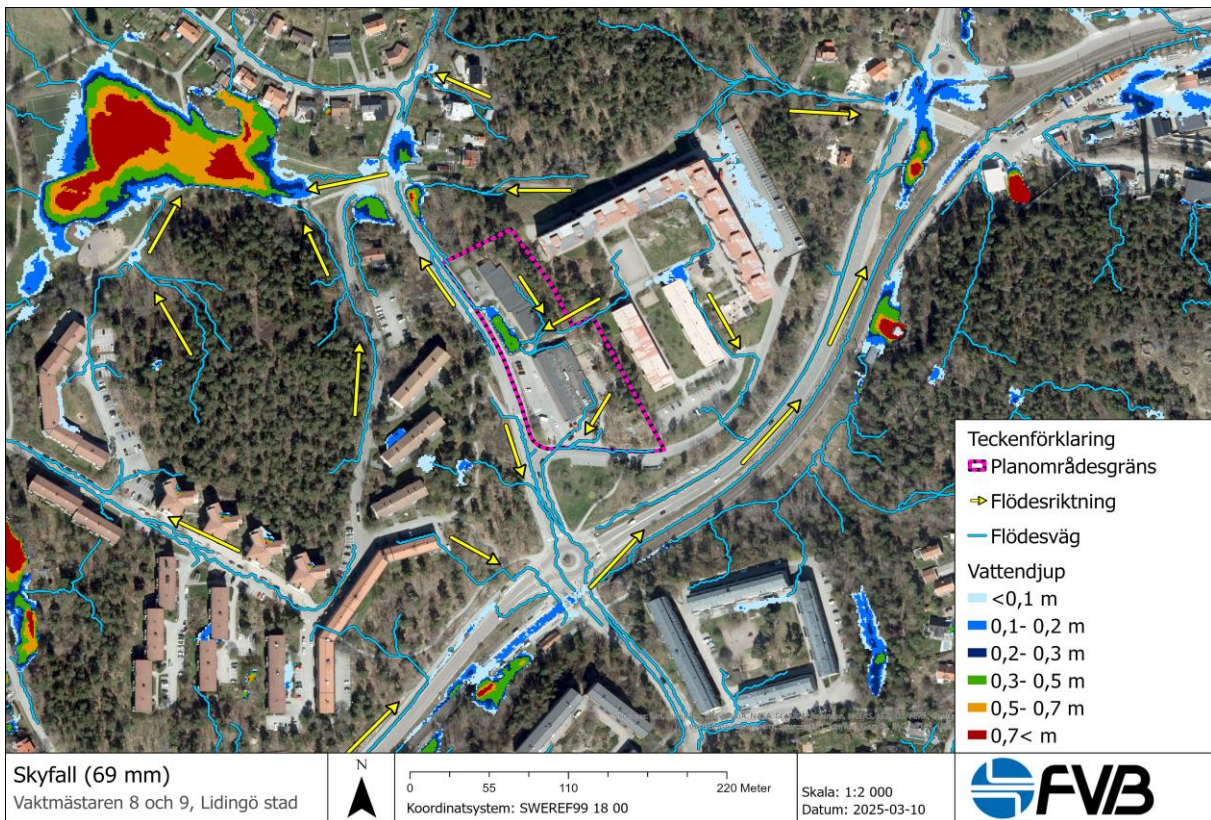 Teckenförklaring
Planområdesgräns
Flödesriktning
Flödesväg
Vattendjup
<0,1 m
0,1- 0,2 m
0,2- 0,3 m
0,3- 0,5 m
0,5- 0,7 m
0,7< m
Skyfall (69 mm)
Vaktmästaren 8 och 9, Lidingö stad
N
0 55 110 220 Meter
Koordinatsystem: SWEREF99 18 00
Skala: 1:2 000
Datum: 2025-03-10
FVB